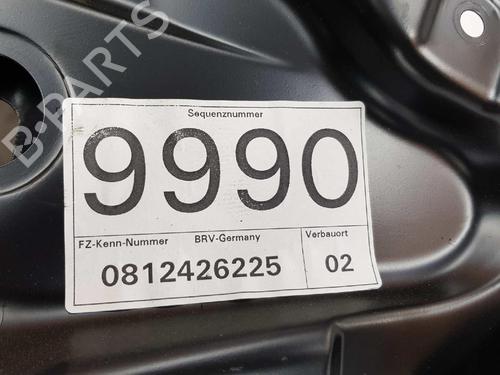 B-PARTS
Sequenznummer
9990
FZ-Kenn-Nummer BRV-Germany Verbauort
0812426225 02